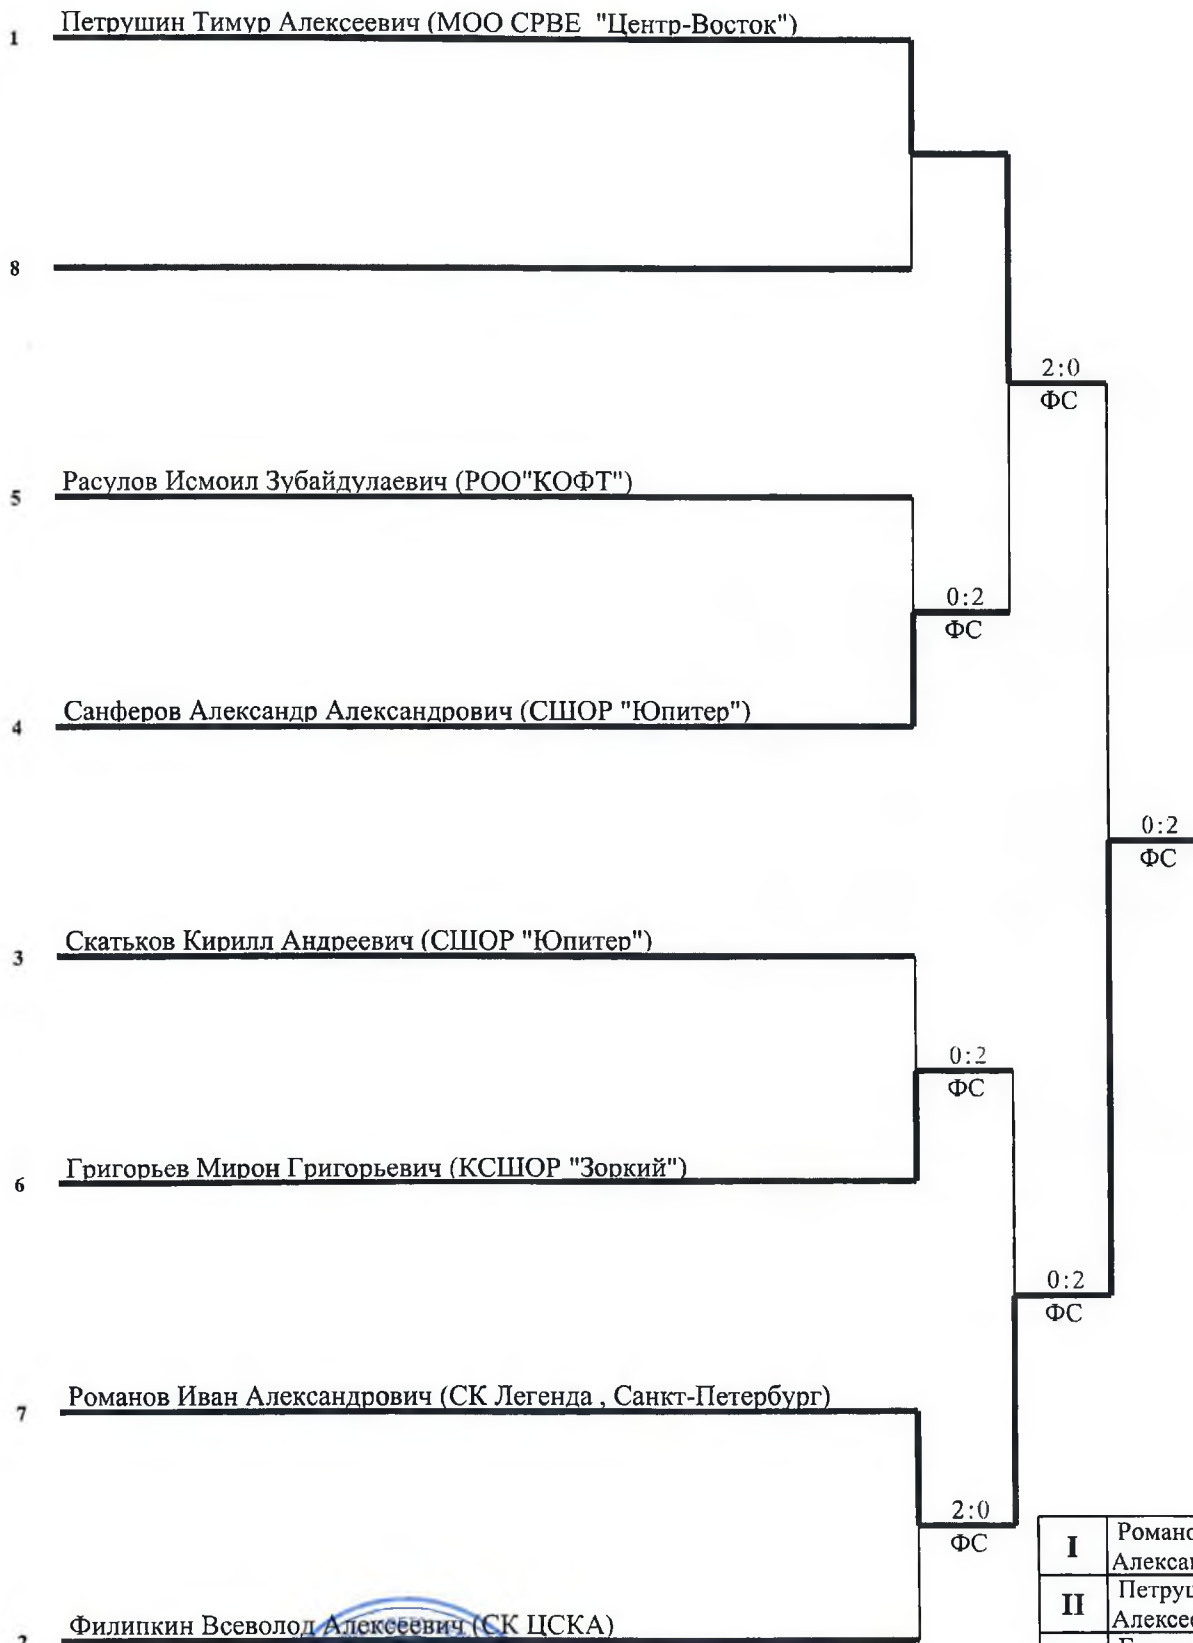 1 Петрушин Тимур Алексеевич (МОО СРВЕ "Центр-Восток")
8
2:0
ФС
5 Расулов Исмоил Зубайдулаевич (РОО"КОФТ")
0:2
ФС
4 Санферов Александр Александрович (СШОР "Юпитер")
0:2
ФС
3 Скатьков Кирилл Андреевич (СШОР "Юпитер")
0:2
ФС
6 Григорьев Мирон Григорьевич (КСШОР "Зоркий")
0:2
ФС
7 Романов Иван Александрович (СК Легенда , Санкт-Петербург)
2:0
ФС
I
II
Филипкин Всеволод Алексеевич (СК ЦСКА)